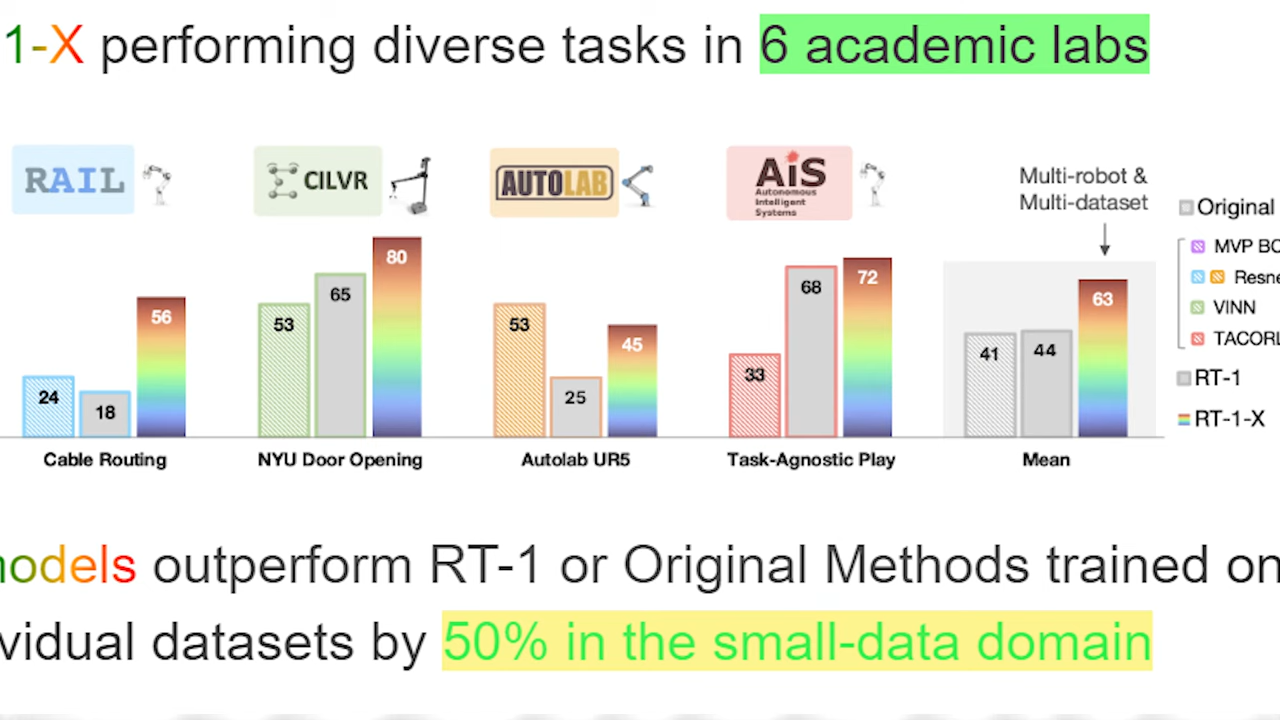 1-X performing diverse tasks in 6 academic labs
RAIL
CILVR
AUTOLAB
AiS
Autonomous
Intelligent
Systems
Multi-robot &
Multi-dataset
Original
MVP BC
Resne
VINN
TACORL
RT-1
RT-1-X
24
18
56
53
65
80
53
25
45
33
68
72
41
44
63
Cable Routing
NYU Door Opening
Autolab UR5
Task-Agnostic Play
Mean
models outperform RT-1 or Original Methods trained on
vidual datasets by 50% in the small-data domain